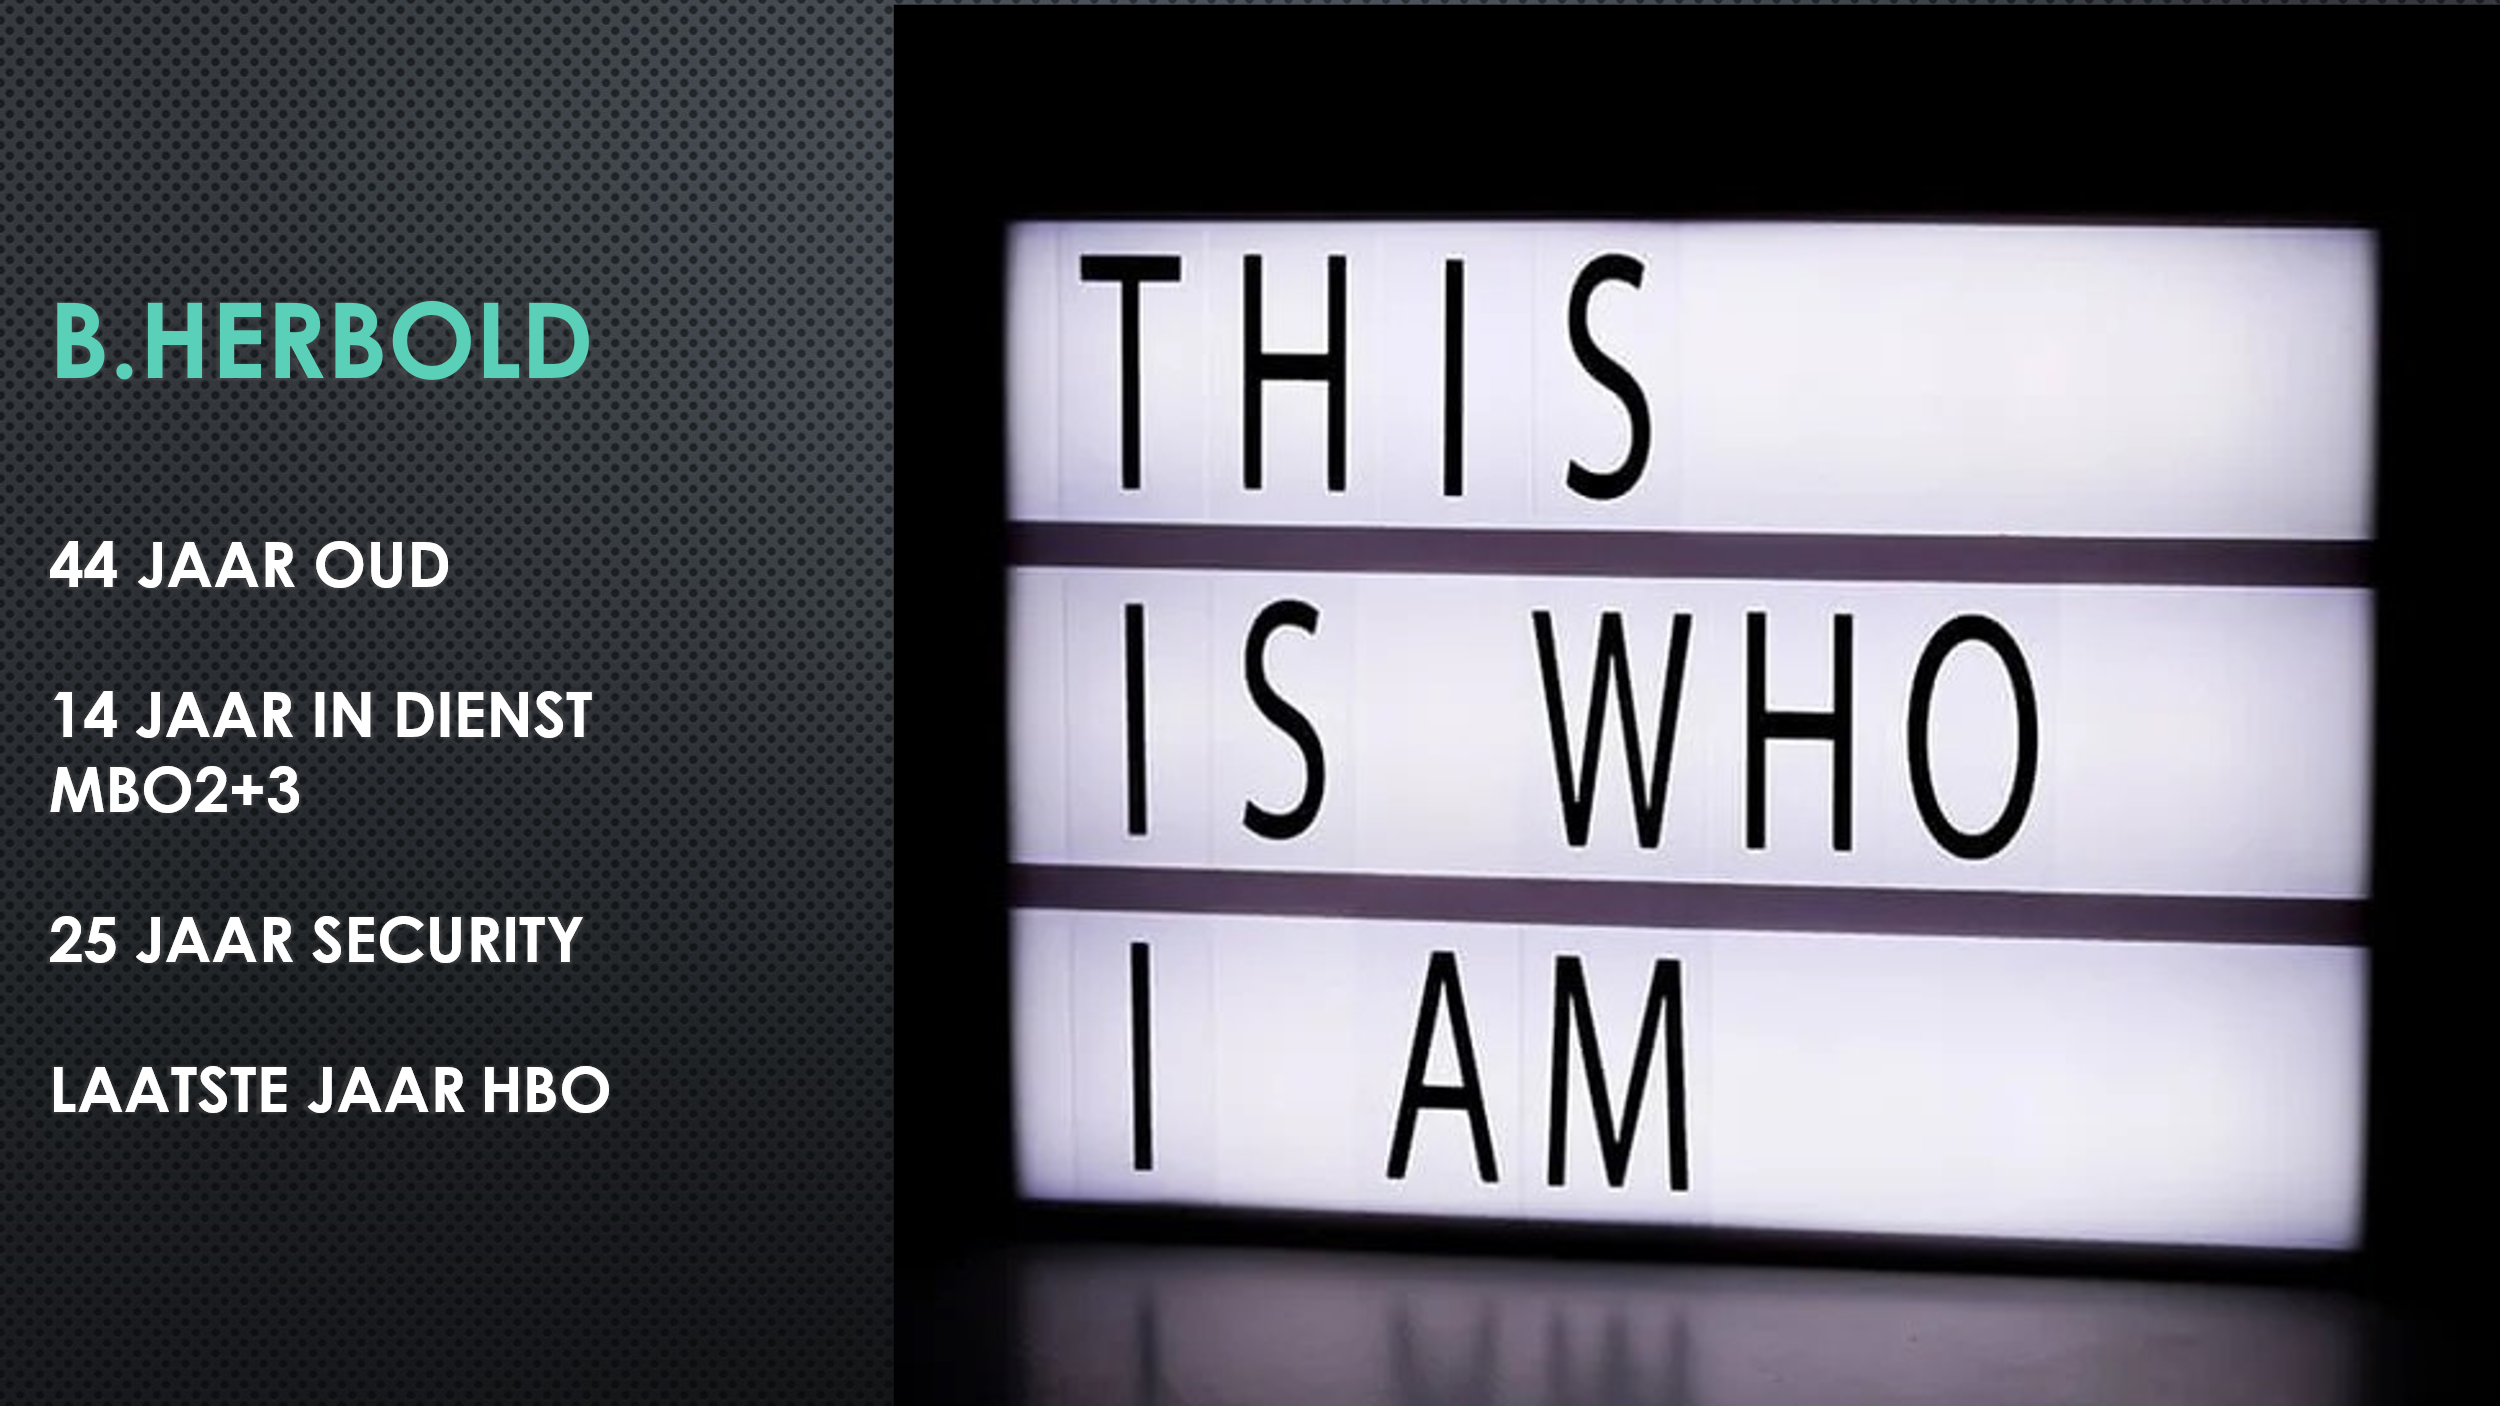 B.HERBOLD
44 JAAR OUD
14 JAAR IN DIENST
MBO2+3
25 JAAR SECURITY
LAATSTE JAAR HBO
THIS
IS WHO
I AM